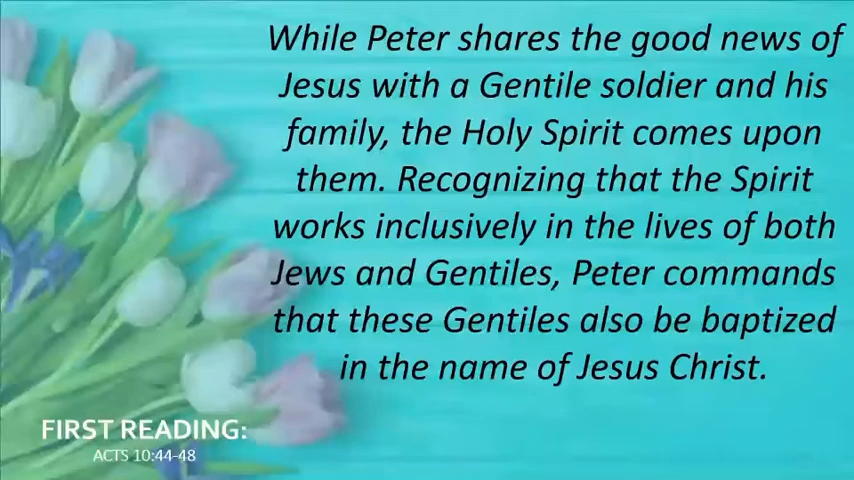 While Peter shares the good news of
Jesus with a Gentile soldier and his
family, the Holy Spirit comes upon
them. Recognizing that the Spirit
works inclusively in the lives of both
Jews and Gentiles, Peter commands
that these Gentiles also be baptized
in the name of Jesus Christ.
FIRST READING:
ACTS 10:44-48